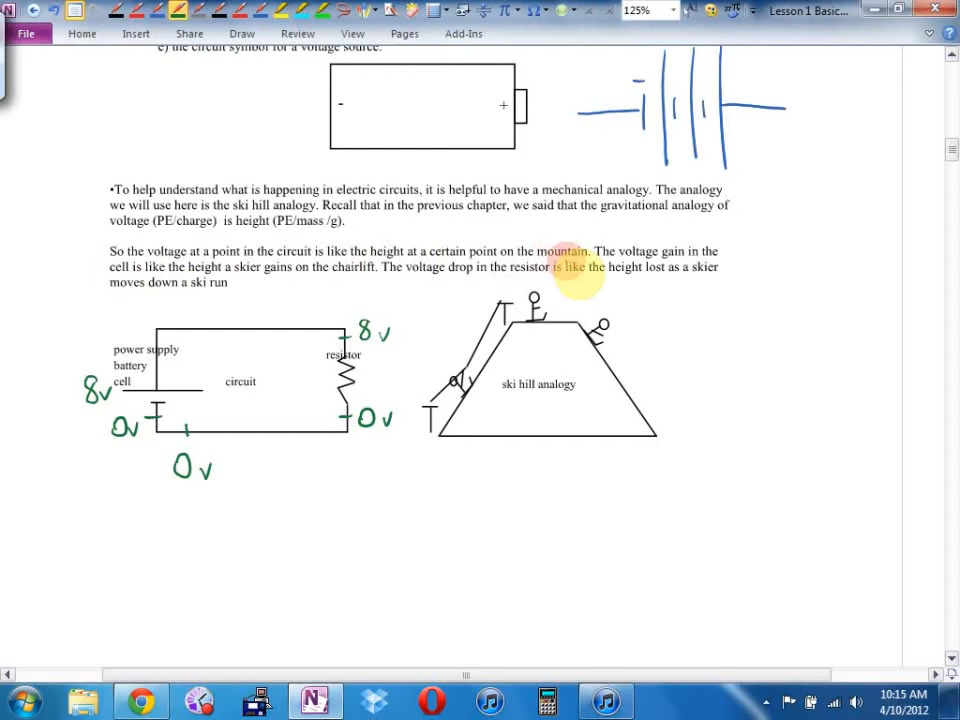 125%
Lesson 1 Basic...
File Home Insert Share Draw Review View Pages Add-Ins
e) the circuit symbol for a voltage source.
- +
•To help understand what is happening in electric circuits, it is helpful to have a mechanical analogy. The analogy
we will use here is the ski hill analogy. Recall that in the previous chapter, we said that the gravitational analogy of
voltage (PE/charge) is height (PE/mass /g).
So the voltage at a point in the circuit is like the height at a certain point on the mountain. The voltage gain in the
cell is like the height a skier gains on the chairlift. The voltage drop in the resistor is like the height lost as a skier
moves down a ski run
8v
power supply
battery
cell
resistor
circuit
ski hill analogy
8v
0v
0v
0v
10:15 AM
4/10/2012